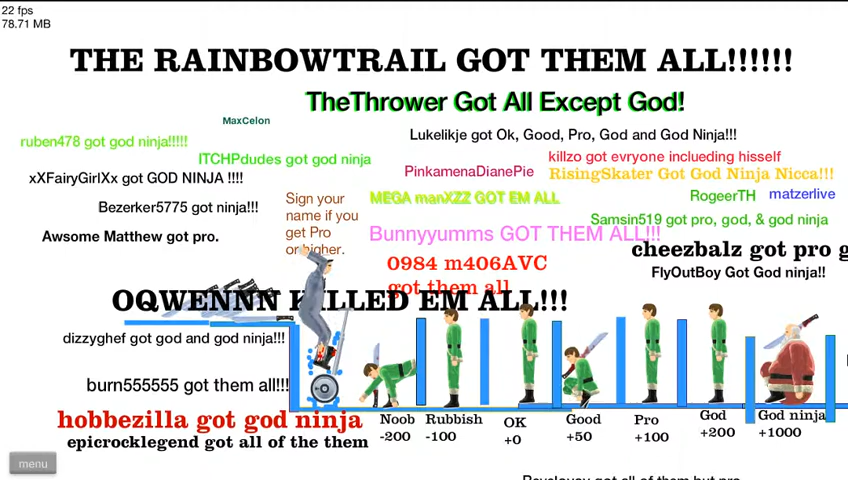 22 fps
78.71 MB
THE RAINBOWTRAIL GOT THEM ALL!!!!!!
TheThrower Got All Except God!
MaxCelon
Lukelikje got Ok, Good, Pro, God and God Ninja!!!
ruben478 got god ninja!!!!!
ITCHPdudes got god ninja
killzo got evryone inclueding hisself
PinkamenaDianePie
RisingSkater Got God Ninja Nicca!!!
xXFairyGirlXx got GOD NINJA !!!!
MEGA manXZZ GOT EM ALL
RogeerTH
matzerlive
Bezerker5775 got ninja!!!
Sign your
name if you
get Pro
or higher.
Samsin519 got pro, god, & god ninja
Awsome Matthew got pro.
Bunnyyumms GOT THEM ALL!!!
cheezbalz got pro g
0984 m406AVC
got them all
FlyOutBoy Got God ninja!!
OQWENNN KILLED EM ALL!!!
dizzyghef got god and god ninja!!!
burn555555 got them all!!!
hobbezilla got god ninja
epicrocklegend got all of the them
Noob
-200
Rubbish
-100
OK
+0
Good
+50
Pro
+100
God
+200
God ninja
+1000
menu